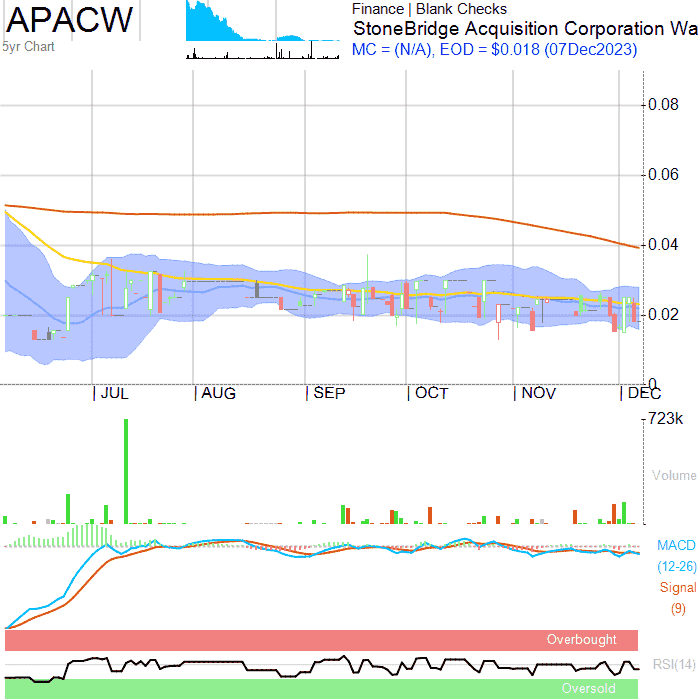 APACW
5yr Chart
Finance | Blank Checks
StoneBridge Acquisition Corporation Wa
MC = (N/A), EOD = $0.018 (07Dec2023)
0.08
0.06
0.04
0.02
0
JUL AUG SEP OCT NOV DEC
723k
Volume
MACD
(12-26)
Signal
(9)
Overbought
RSI(14)
Oversold